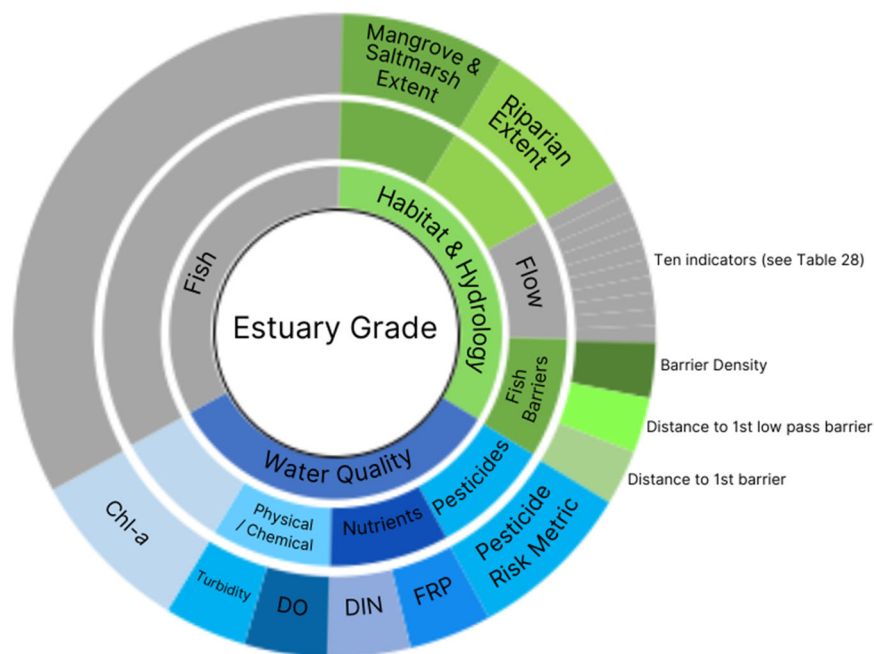 Mangrove &
Saltmarsh
Extent
Riparian
Extent
Ten indicators (see Table 28)
Barrier Density
Distance to 1st low pass barrier
Distance to 1st barrier
Habitat & Hydrology
Flow
Fish
Barriers
Fish
Estuary Grade
Water Quality
Pesticides
Nutrients
Physical
/ Chemical
Pesticide
Risk Metric
FRP
DIN
DO
Turbidity
Chl-a